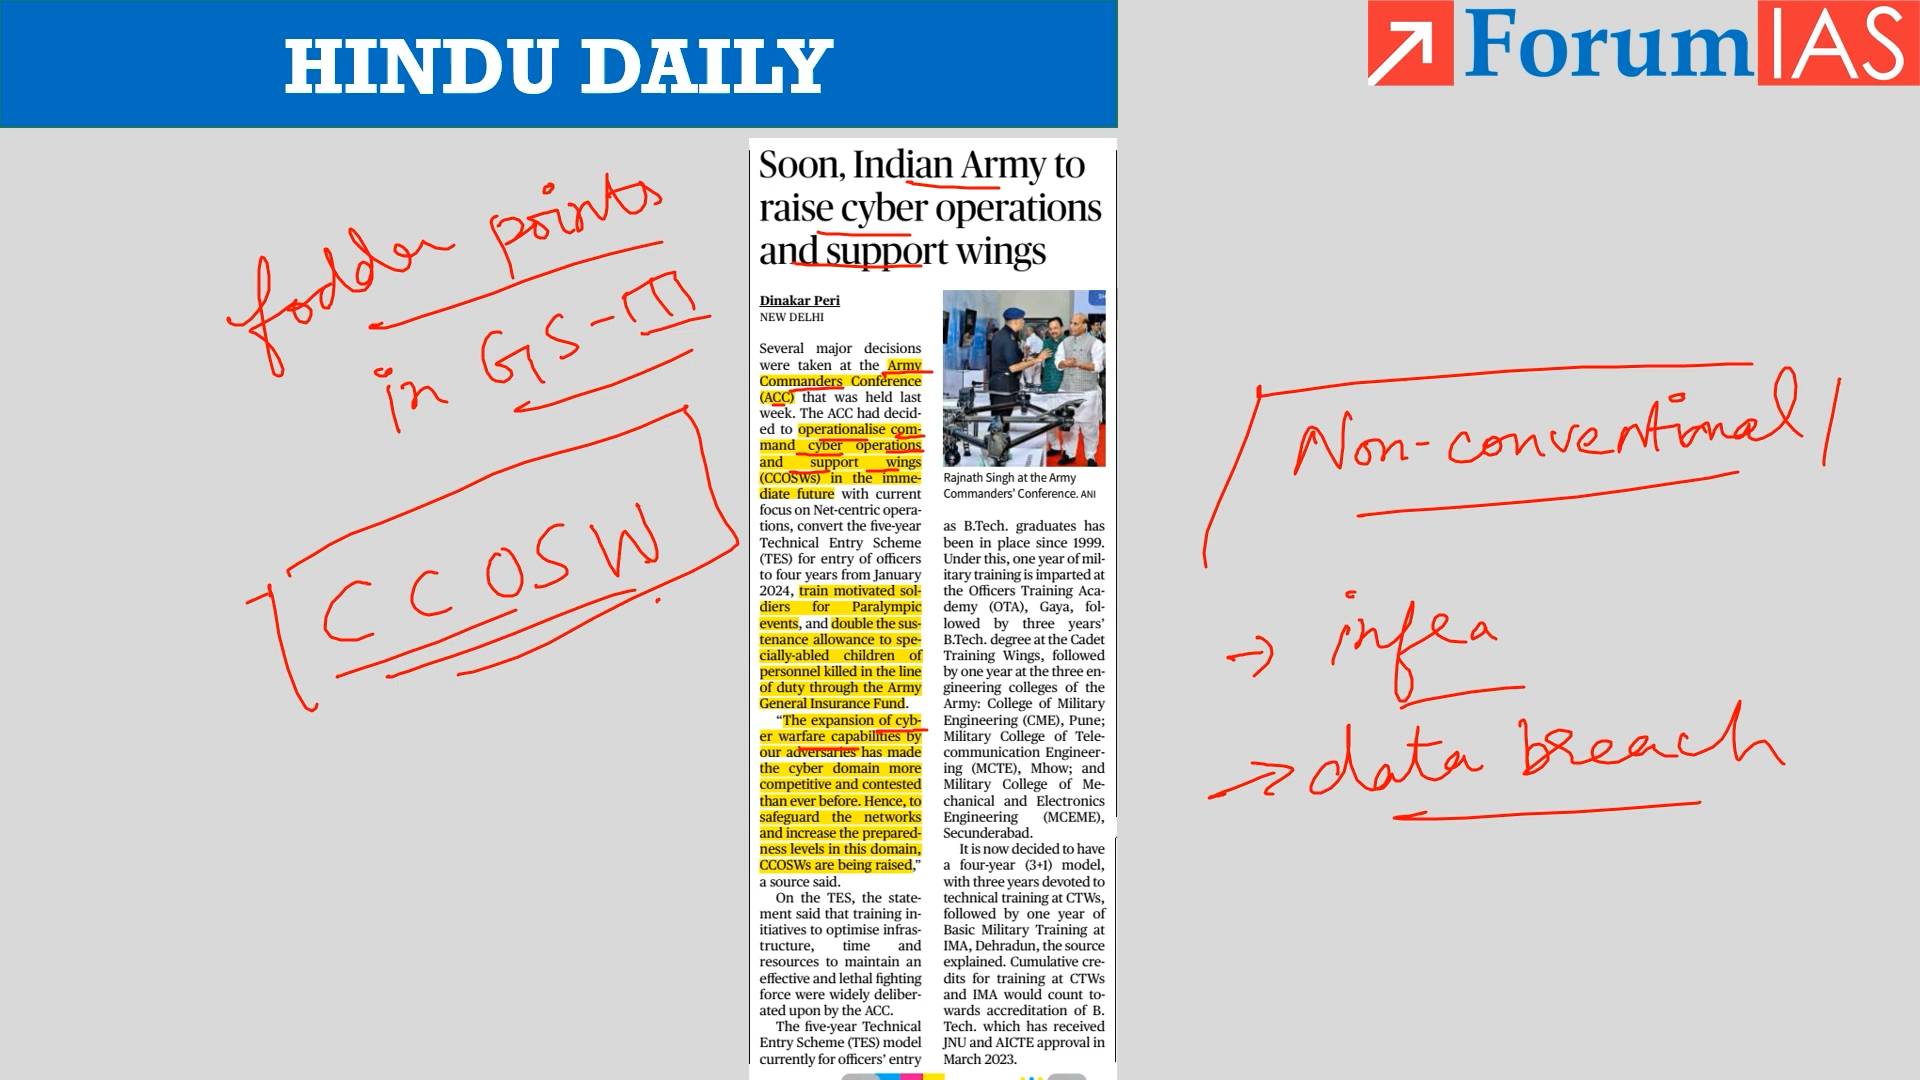 HINDU DAILY
Forum IAS
fodder points
in GS-III
CCOSW
Soon, Indian Army to
raise cyber operations
and support wings
Dinakar Peri
NEW DELHI
Several major decisions
were taken at the Army
Commanders Conference
(ACC) that was held last
week. The ACC had decid-
ed to operationalise com-
mand cyber operations
and support wings
(CCOSWs) in the imme-
diate future with current
focus on Net-centric opera-
tions, convert the five-year
Technical Entry Scheme
(TES) for entry of officers
to four years from January
2024, train motivated sol-
diers for Paralympic
events, and double the sus-
tenance allowance to spe-
cially-abled children of
personnel killed in the line
of duty through the Army
General Insurance Fund.
“The expansion of cyb-
er warfare capabilities by
our adversaries has made
the cyber domain more
competitive and contested
than ever before. Hence, to
safeguard the networks
and increase the prepared-
ness levels in this domain,
CCOSWs are being raised,”
a source said.
On the TES, the state-
ment said that training in-
itiatives to optimise infras-
tructure, time and
resources to maintain an
effective and lethal fighting
force were widely deliber-
ated upon by the ACC.
The five-year Technical
Entry Scheme (TES) model
currently for officers’ entry
Rajnath Singh at the Army
Commanders’ Conference. ANI
as B.Tech. graduates has
been in place since 1999.
Under this, one year of mil-
itary training is imparted at
the Officers Training Aca-
demy (OTA), Gaya, fol-
lowed by three years’
B.Tech. degree at the Cadet
Training Wings, followed
by one year at the three en-
gineering colleges of the
Army: College of Military
Engineering (CME), Pune;
Military College of Tele-
communication Engineer-
ing (MCTE), Mhow; and
Military College of Me-
chanical and Electronics
Engineering (MCEME),
Secunderabad.
It is now decided to have
a four-year (3+1) model,
with three years devoted to
technical training at CTWs,
followed by one year of
Basic Military Training at
IMA, Dehradun, the source
explained. Cumulative cre-
dits for training at CTWs
and IMA would count to-
wards accreditation of B.
Tech. which has received
JNU and AICTE approval in
March 2023.
Non-conventional
→ infra
→ data breach